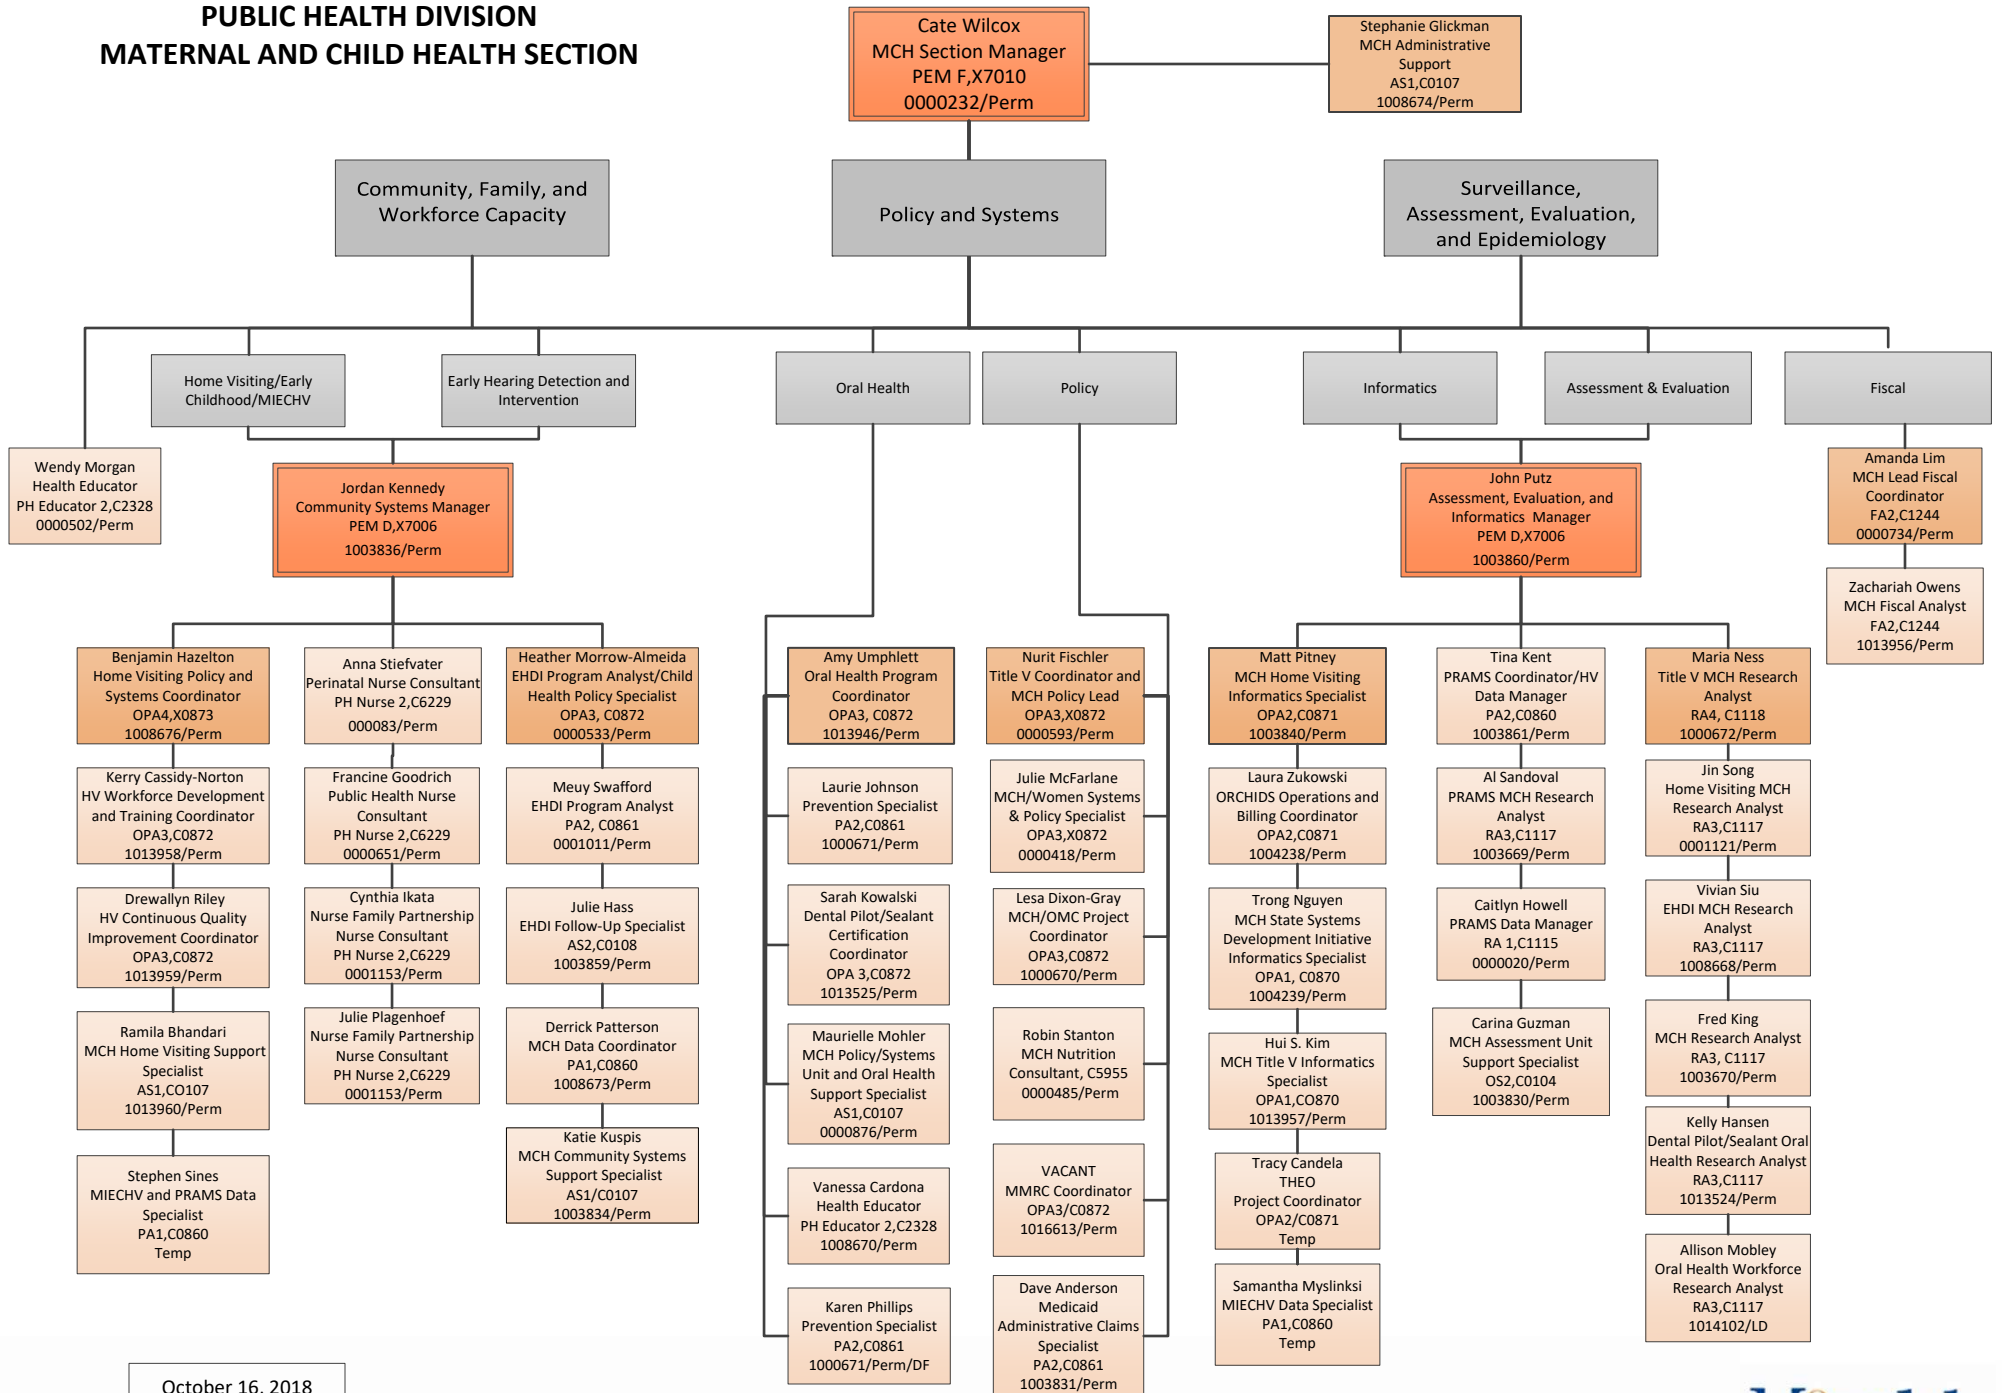 PUBLIC HEALTH DIVISION
MATERNAL AND CHILD HEALTH SECTION
Cate Wilcox
MCH Section Manager
PEM F,X7010
0000232/Perm
Stephanie Glickman
MCH Administrative
Support
AS1,C0107
1008674/Perm
Community, Family, and
Workforce Capacity
Policy and Systems
Surveillance,
Assessment, Evaluation,
and Epidemiology
Home Visiting/Early
Childhood/MIECHV
Early Hearing Detection and
Intervention
Oral Health
Policy
Informatics
Assessment & Evaluation
Fiscal
Wendy Morgan
Health Educator
PH Educator 2,C2328
0000502/Perm
Jordan Kennedy
Community Systems Manager
PEM D,X7006
1003836/Perm
John Putz
Assessment, Evaluation, and
Informatics Manager
PEM D,X7006
1003860/Perm
Amanda Lim
MCH Lead Fiscal
Coordinator
FA2,C1244
0000734/Perm
Zachariah Owens
MCH Fiscal Analyst
FA2,C1244
1013956/Perm
Benjamin Hazelton
Home Visiting Policy and
Systems Coordinator
OPA4,X0873
1008676/Perm
Kerry Cassidy-Norton
HV Workforce Development
and Training Coordinator
OPA3,C0872
1013958/Perm
Drewallyn Riley
HV Continuous Quality
Improvement Coordinator
OPA3,C0872
1013959/Perm
Ramila Bhandari
MCH Home Visiting Support
Specialist
AS1,CO107
1013960/Perm
Stephen Sines
MIECHV and PRAMS Data
Specialist
PA1,C0860
Temp
Anna Stiefvater
Perinatal Nurse Consultant
PH Nurse 2,C6229
000083/Perm
Francine Goodrich
Public Health Nurse
Consultant
PH Nurse 2,C6229
0000651/Perm
Cynthia Ikata
Nurse Family Partnership
Nurse Consultant
PH Nurse 2,C6229
0001153/Perm
Julie Plagenhoef
Nurse Family Partnership
Nurse Consultant
PH Nurse 2,C6229
0001153/Perm
Heather Morrow-Almeida
EHDI Program Analyst/Child
Health Policy Specialist
OPA3, C0872
0000533/Perm
Meuy Swafford
EHDI Program Analyst
PA2, C0861
0001011/Perm
Julie Hass
EHDI Follow-Up Specialist
AS2,C0108
1003859/Perm
Derrick Patterson
MCH Data Coordinator
PA1,C0860
1008673/Perm
Katie Kuspis
MCH Community Systems
Support Specialist
AS1/C0107
1003834/Perm
Amy Umphlett
Oral Health Program
Coordinator
OPA3, C0872
1013946/Perm
Laurie Johnson
Prevention Specialist
PA2,C0861
1000671/Perm
Sarah Kowalski
Dental Pilot/Sealant
Certification
Coordinator
OPA 3,C0872
1013525/Perm
Maurielle Mohler
MCH Policy/Systems
Unit and Oral Health
Support Specialist
AS1,C0107
0000876/Perm
Vanessa Cardona
Health Educator
PH Educator 2,C2328
1008670/Perm
Karen Phillips
Prevention Specialist
PA2,C0861
1000671/Perm/DF
Nurit Fischler
Title V Coordinator and
MCH Policy Lead
OPA3,X0872
0000593/Perm
Julie McFarlane
MCH/Women Systems
& Policy Specialist
OPA3,X0872
0000418/Perm
Lesa Dixon-Gray
MCH/OMC Project
Coordinator
OPA3,C0872
1000670/Perm
Robin Stanton
MCH Nutrition
Consultant, C5955
0000485/Perm
VACANT
MMRC Coordinator
OPA3/C0872
1016613/Perm
Dave Anderson
Medicaid
Administrative Claims
Specialist
PA2,C0861
1003831/Perm
Matt Pitney
MCH Home Visiting
Informatics Specialist
OPA2,C0871
1003840/Perm
Laura Zukowski
ORCHIDS Operations and
Billing Coordinator
OPA2,C0871
1004238/Perm
Trong Nguyen
MCH State Systems
Development Initiative
Informatics Specialist
OPA1, C0870
1004239/Perm
Hui S. Kim
MCH Title V Informatics
Specialist
OPA1,CO870
1013957/Perm
Tracy Candela
THEO
Project Coordinator
OPA2/C0871
Temp
Samantha Myslinksi
MIECHV Data Specialist
PA1,C0860
Temp
Tina Kent
PRAMS Coordinator/HV
Data Manager
PA2,C0860
1003861/Perm
Al Sandoval
PRAMS MCH Research
Analyst
RA3,C1117
1003669/Perm
Caitlyn Howell
PRAMS Data Manager
RA 1,C1115
0000020/Perm
Carina Guzman
MCH Assessment Unit
Support Specialist
OS2,C0104
1003830/Perm
Maria Ness
Title V MCH Research
Analyst
RA4, C1118
1000672/Perm
Jin Song
Home Visiting MCH
Research Analyst
RA3,C1117
0001121/Perm
Vivian Siu
EHDI MCH Research
Analyst
RA3,C1117
1008668/Perm
Fred King
MCH Research Analyst
RA3, C1117
1003670/Perm
Kelly Hansen
Dental Pilot/Sealant Oral
Health Research Analyst
RA3,C1117
1013524/Perm
Allison Mobley
Oral Health Workforce
Research Analyst
RA3,C1117
1014102/LD
October 16, 2018